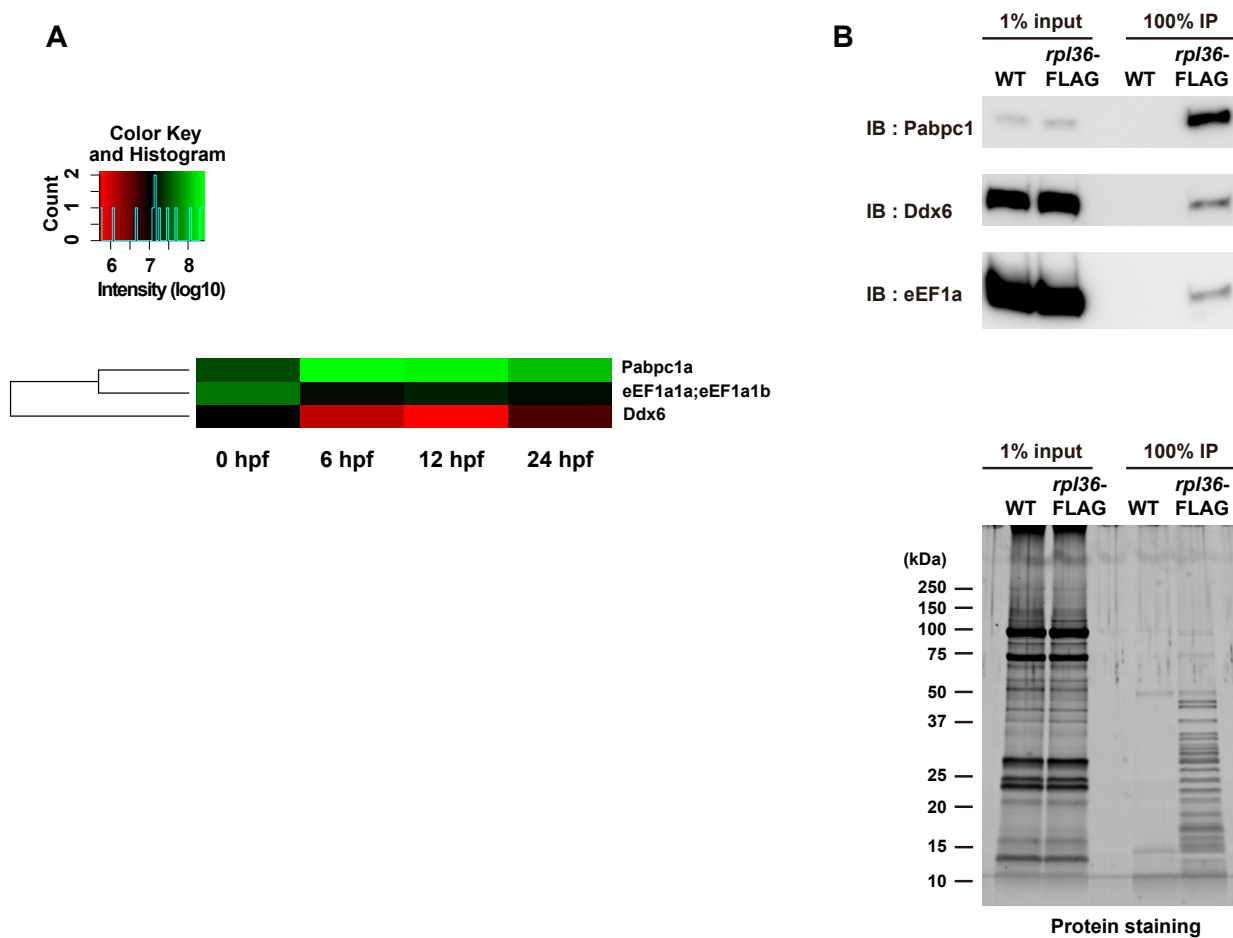 A
Color Key
and Histogram
Count
0 1 2
6 7 8
Intensity (log10)
Pabpc1a
eEF1a1a;eEF1a1b
Ddx6
0 hpf 6 hpf 12 hpf 24 hpf
B
1% input 100% IP
WT rpl36-FLAG WT rpl36-FLAG
IB : Pabpc1
IB : Ddx6
IB : eEF1a
1% input 100% IP
WT rpl36-FLAG WT rpl36-FLAG
(kDa)
250
150
100
75
50
37
25
20
15
10
Protein staining